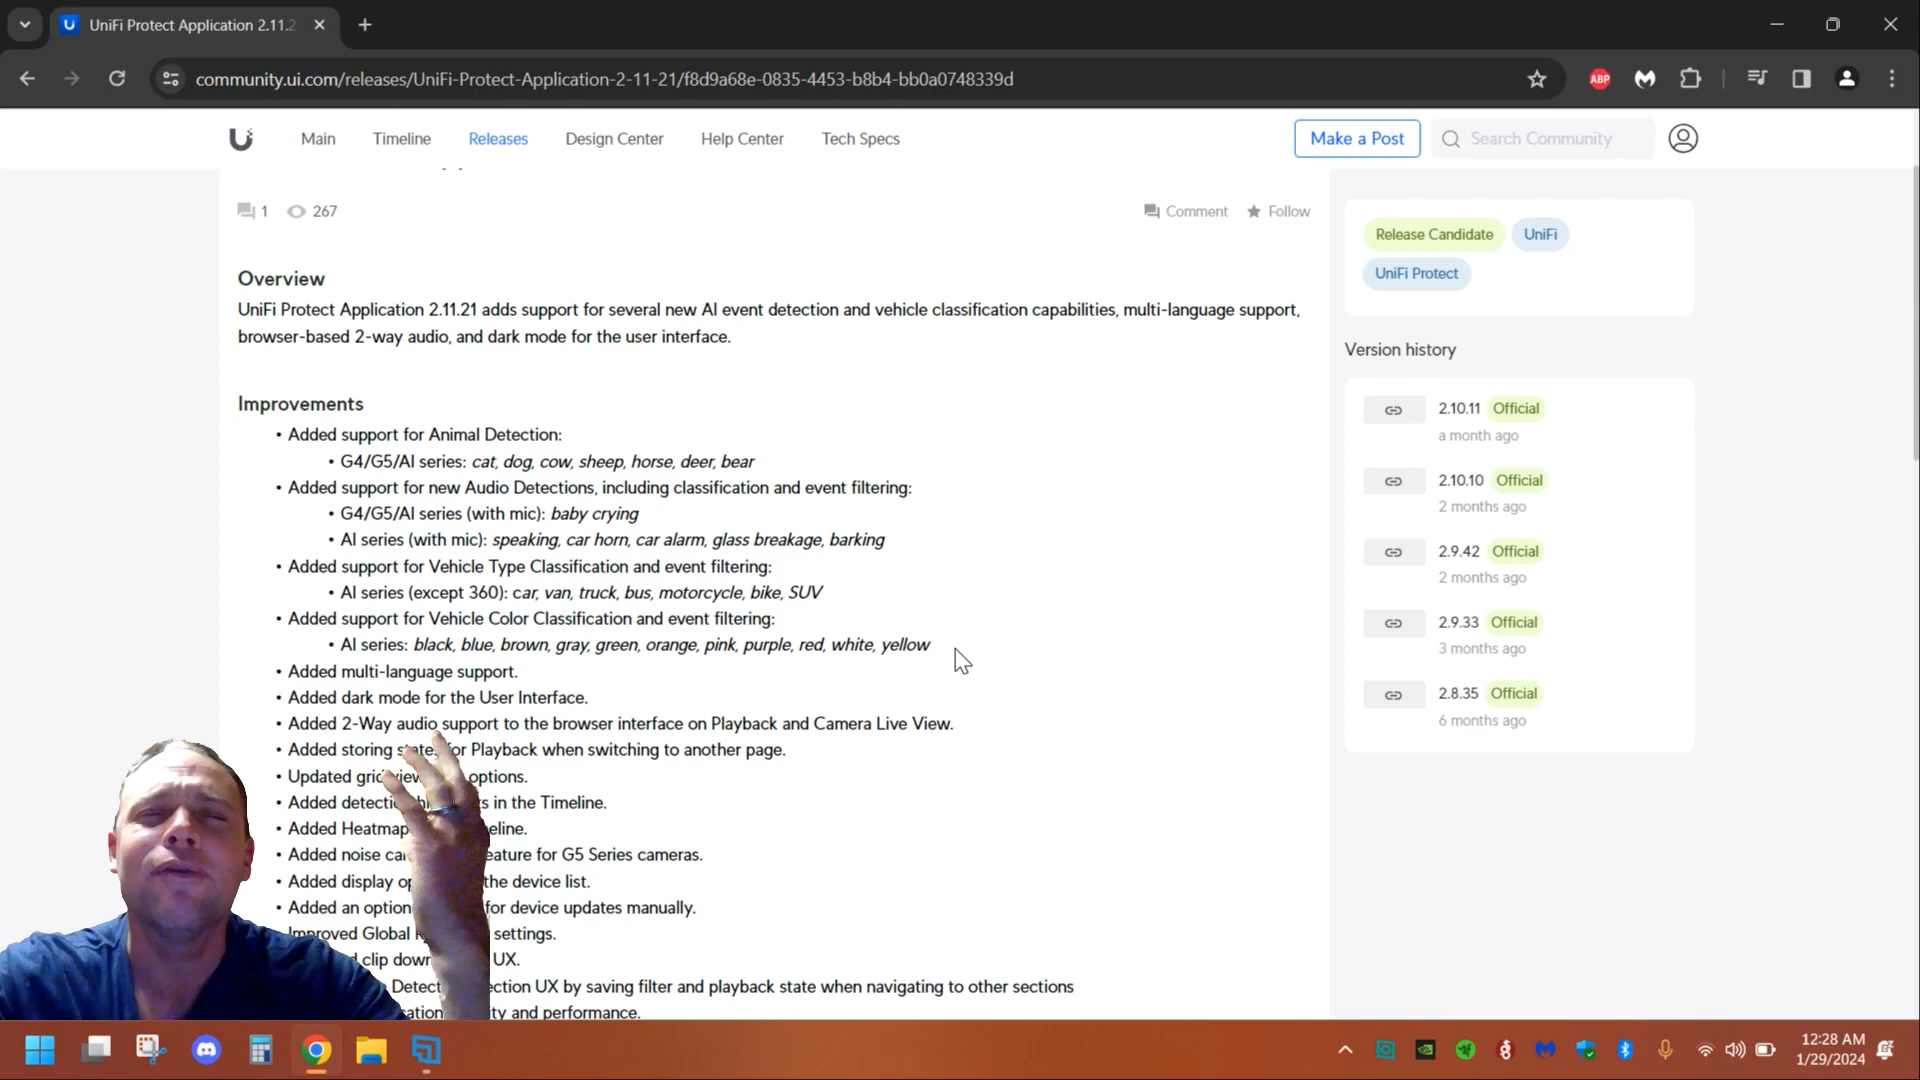 UniFi Protect Application 2.11.2
community.ui.com/releases/UniFi-Protect-Application-2-11-21/f8d9a68e-0835-4453-b8b4-bb0a0748339d
ABP
Main Timeline Releases Design Center Help Center Tech Specs Make a Post Search Community
1 267 Comment Follow
Release Candidate UniFi
UniFi Protect
Overview
UniFi Protect Application 2.11.21 adds support for several new AI event detection and vehicle classification capabilities, multi-language support,
browser-based 2-way audio, and dark mode for the user interface.
Improvements
• Added support for Animal Detection:
• G4/G5/AI series: cat, dog, cow, sheep, horse, deer, bear
• Added support for new Audio Detections, including classification and event filtering:
• G4/G5/AI series (with mic): baby crying
• AI series (with mic): speaking, car horn, car alarm, glass breakage, barking
• Added support for Vehicle Type Classification and event filtering:
• AI series (except 360): car, van, truck, bus, motorcycle, bike, SUV
• Added support for Vehicle Color Classification and event filtering:
• AI series: black, blue, brown, gray, green, orange, pink, purple, red, white, yellow
• Added multi-language support.
• Added dark mode for the User Interface.
• Added 2-Way audio support to the browser interface on Playback and Camera Live View.
• Added storing for Playback when switching to another page.
• Updated options.
• Added in the Timeline.
• Added Heatmap
• Added noise feature for G5 Series cameras.
• Added display the device list.
• Added an option for device updates manually.
Improved Global settings.
clip UX.
UX by saving filter and playback state when navigating to other sections
and performance.
Version history
2.10.11 Official
a month ago
2.10.10 Official
2 months ago
2.9.42 Official
2 months ago
2.9.33 Official
3 months ago
2.8.35 Official
6 months ago
12:28 AM
1/29/2024